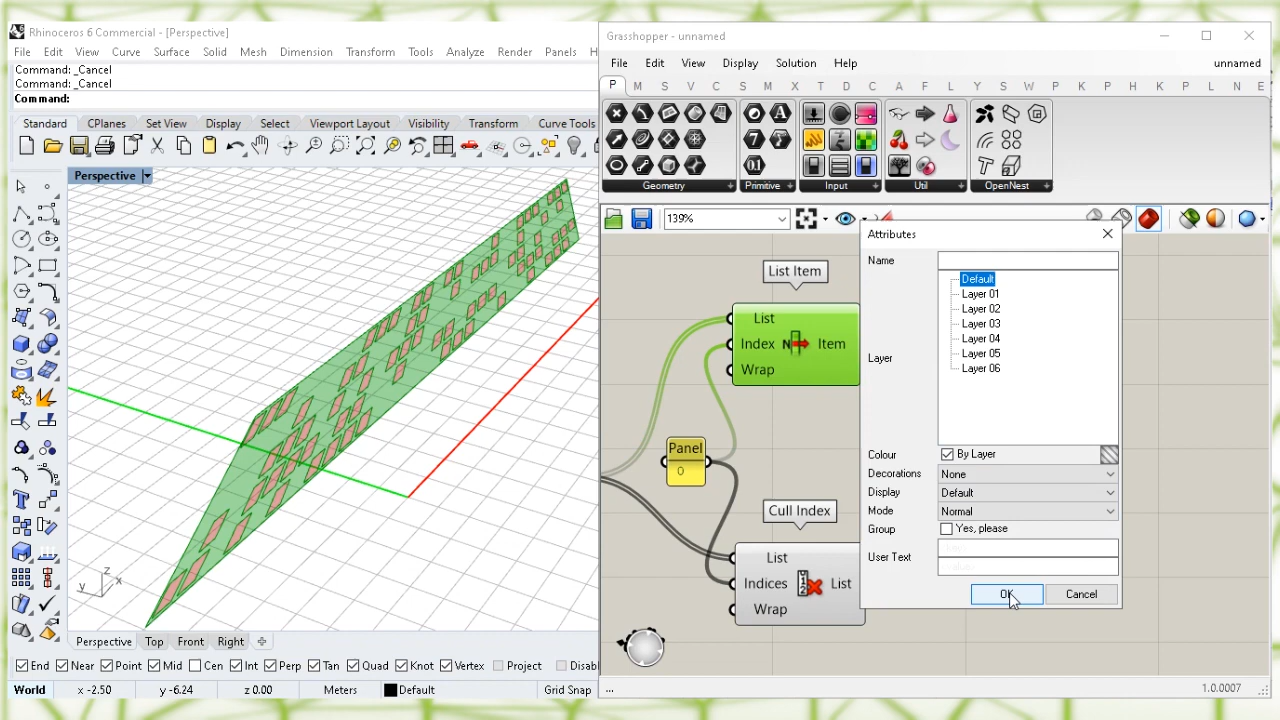 Rhinoceros 6 Commercial - [Perspective]
File Edit View Curve Surface Solid Mesh Dimension Transform Tools Analyze Render Panels H
Command: _Cancel
Command: _Cancel
Command:
Standard CPlanes Set View Display Select Viewport Layout Visibility Transform Curve Tools
Perspective
z
y x
Perspective Top Front Right
End Near Point Mid Cen Int Perp Tan Quad Knot Vertex Project Disabl
World x -2.50 y -6.24 z 0.00 Meters Default Grid Snap
Grasshopper - unnamed
File Edit View Display Solution Help unnamed
P M S V C S M X T D C A F L Y S C K P L N E
Geometry Primitive Input Util OpenNest
139%
List Item
List
Index N Item
Wrap
Panel
0
Cull Index
List
Indices List
Wrap
Attributes
Name
Default
Layer 01
Layer 02
Layer 03
Layer 04
Layer 05
Layer 06
Layer
Colour By Layer
Decorations None
Display Default
Mode Normal
Group Yes, please
User Text
OK Cancel
... 1.0.0007